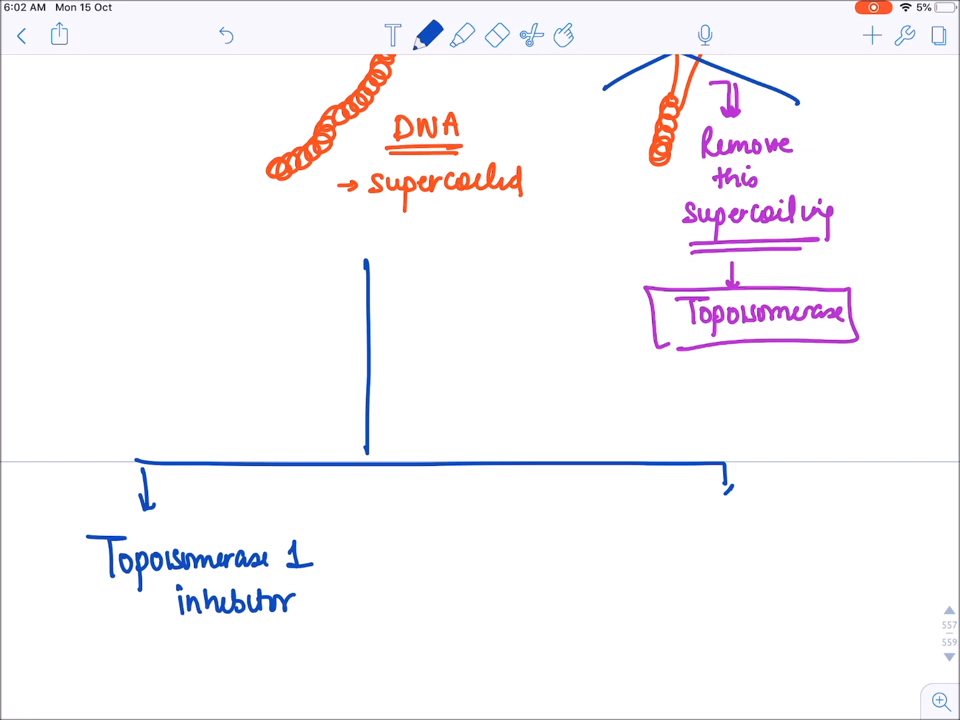 6:02 AM Mon 15 Oct
5%
T
DNA
→ supercoiled
Remove
this
supercoiling
Topoisomerase
Topoisomerase 1
inhibitor
557
559